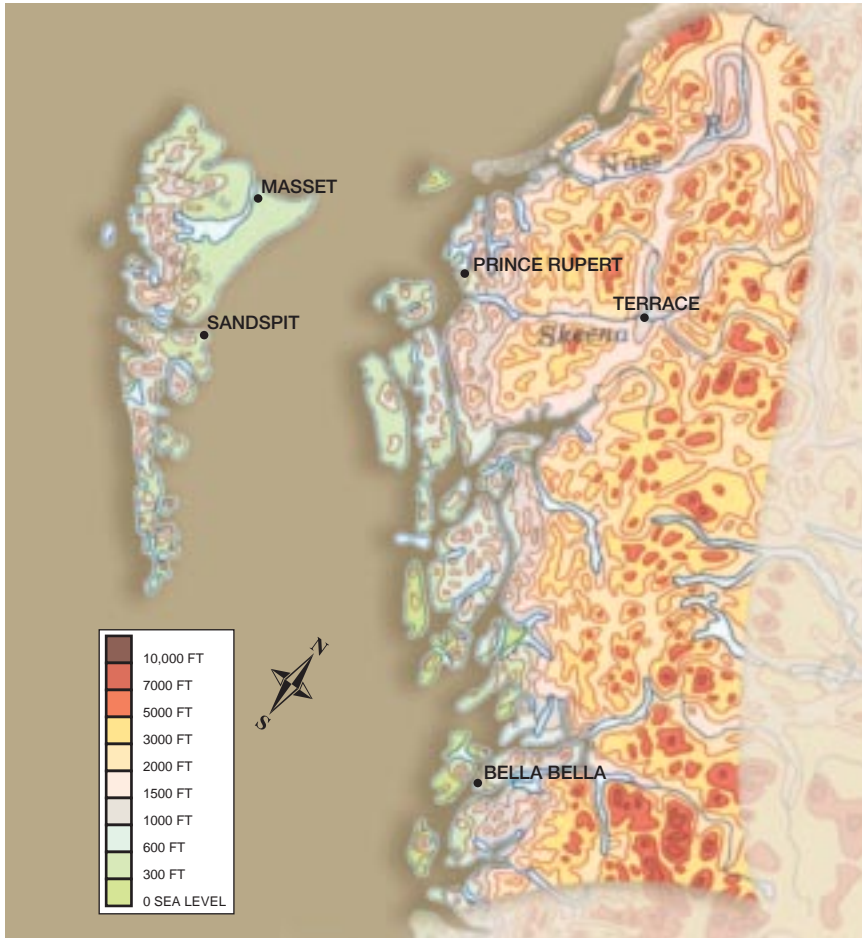 Nass
R
MASSET
PRINCE RUPERT
TERRACE
SANDSPIT
Skeena
N
S
10,000 FT
7000 FT
5000 FT
3000 FT
2000 FT
1500 FT
1000 FT
600 FT
300 FT
0 SEA LEVEL
BELLA BELLA